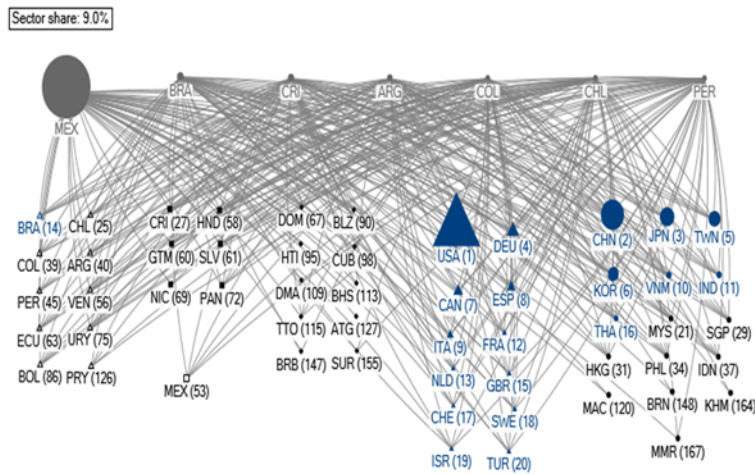 Sector share: 9.0%
MEX BRA CRI ARG COL CHL PER
BRA (14) CHL (25) CRI (27) HND (58) DOM (67) BLZ (90) USA (1) DEU (4) CHN (2) JPN (3) TWN (5)
COL (39) ARG (40) GTM (60) SLV (61) HTI (95) CUB (98) CAN (7) ESP (8) KOR (6) VNM (10) IND (11)
PER (45) VEN (56) NIC (69) PAN (72) DMA (109) BHS (113) ITA (9) FRA (12) THA (16) MYS (21) SGP (29)
ECU (63) URY (75) TTO (115) ATG (127) NLD (13) GBR (15) HKG (31) PHL (34) IDN (37)
BOL (86) PRY (126) MEX (53) BRB (147) SUR (155) CHE (17) SWE (18) MAC (120) BRN (148) KHM (164)
ISR (19) TUR (20) MMR (167)